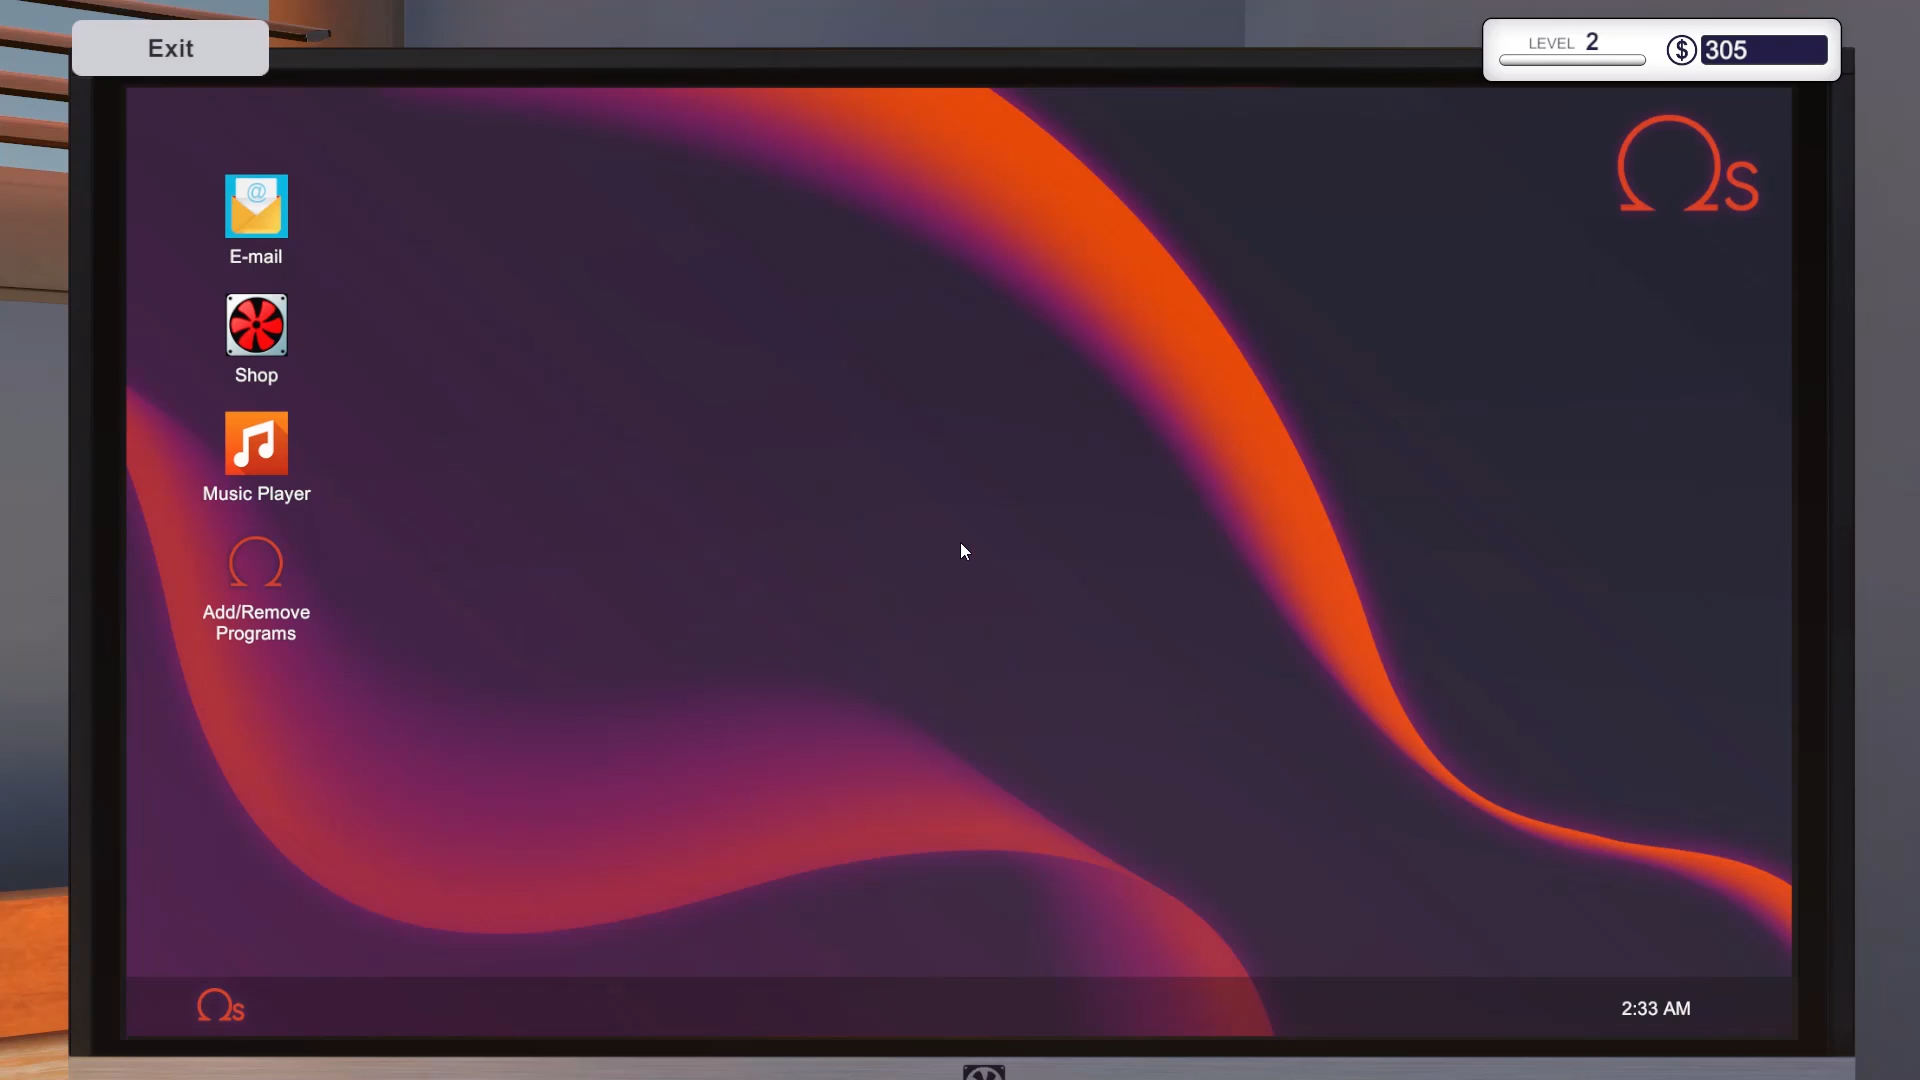 Exit
LEVEL 2
$ 305
Ωs
E-mail
Shop
Music Player
Add/Remove
Programs
Ωs
2:33 AM